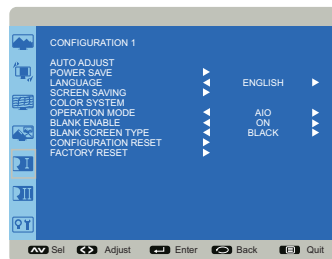 CONFIGURATION 1
AUTO ADJUST
POWER SAVE
LANGUAGE ENGLISH
SCREEN SAVING
COLOR SYSTEM
OPERATION MODE AIO
BLANK ENABLE ON
BLANK SCREEN TYPE BLACK
CONFIGURATION RESET
FACTORY RESET
Sel Adjust Enter Back Quit